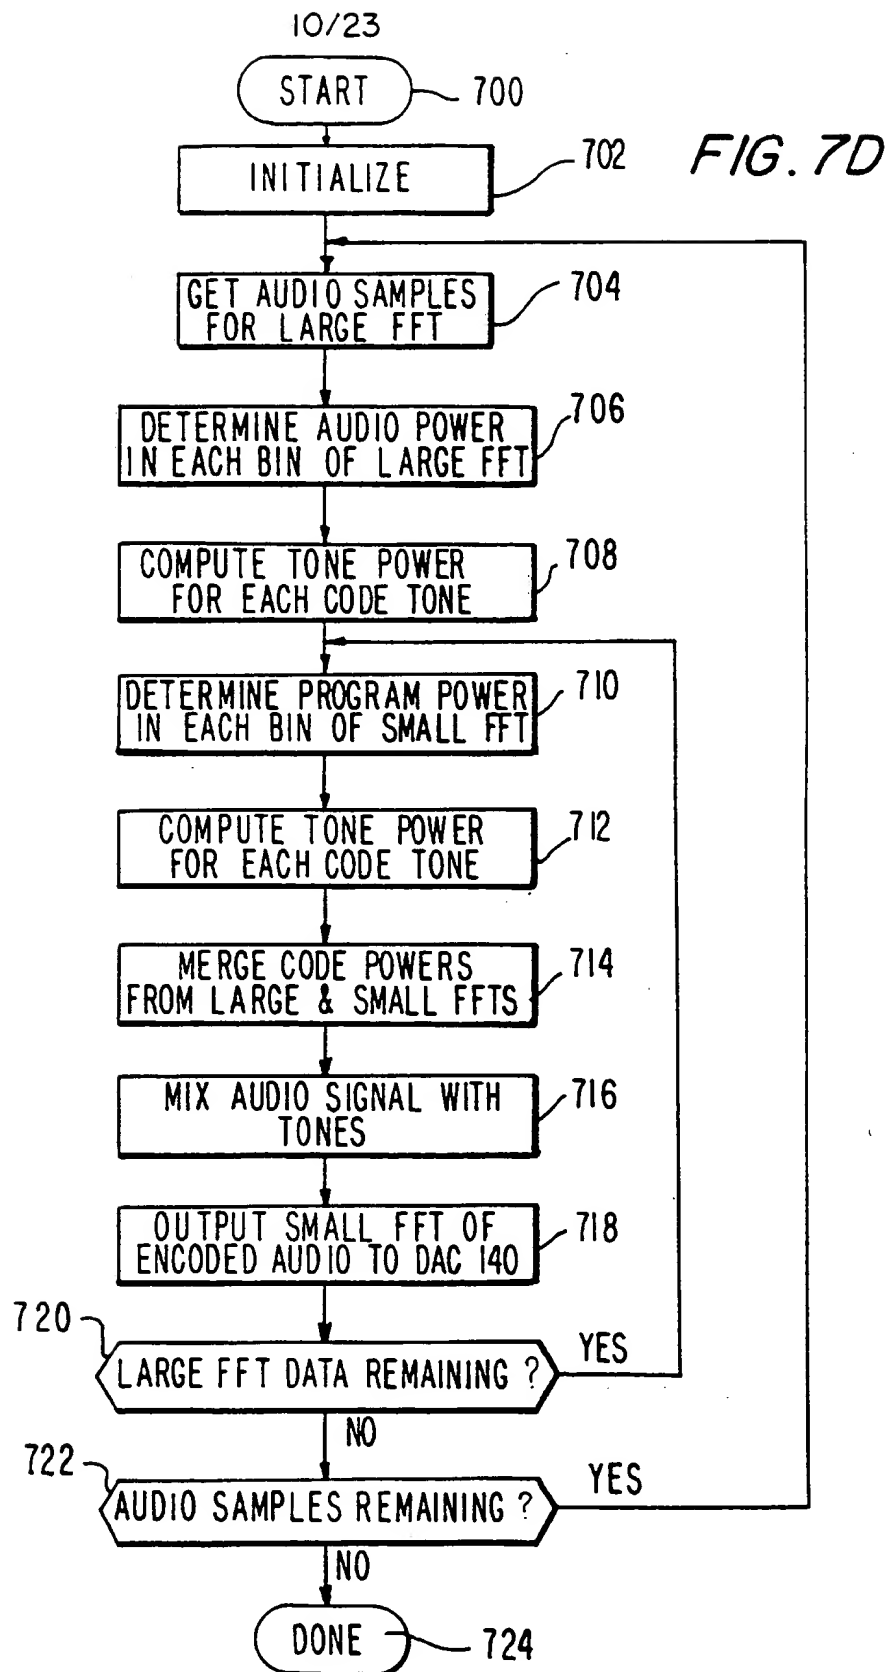 10/23
START
700
FIG. 7D
INITIALIZE
702
GET AUDIO SAMPLES
FOR LARGE FFT
704
DETERMINE AUDIO POWER
IN EACH BIN OF LARGE FFT
706
COMPUTE TONE POWER
FOR EACH CODE TONE
708
DETERMINE PROGRAM POWER
IN EACH BIN OF SMALL FFT
710
COMPUTE TONE POWER
FOR EACH CODE TONE
712
MERGE CODE POWERS
FROM LARGE & SMALL FFTS
714
MIX AUDIO SIGNAL WITH
TONES
716
OUTPUT SMALL FFT OF
ENCODED AUDIO TO DAC 140
718
720
LARGE FFT DATA REMAINING ?
YES
NO
722
AUDIO SAMPLES REMAINING ?
YES
NO
DONE
724